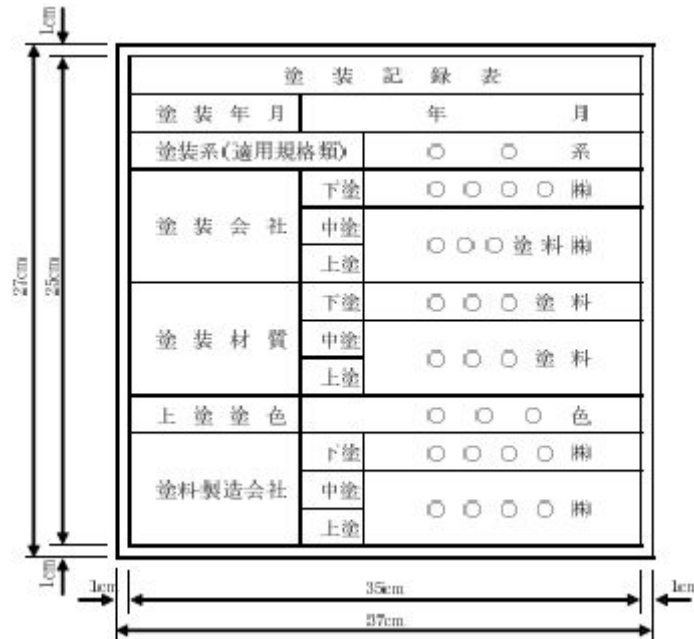 1cm
27cm
25cm
塗装記録表
塗装年月 年 月
塗装系(適用規格類) ○ ○ 系
塗装会社 下塗 ○○○○㈱
中塗 ○○○塗料㈱
上塗
塗装材質 下塗 ○○○塗料
中塗 ○○○塗料
上塗
上塗塗色 ○○○色
塗料製造会社 下塗 ○○○○㈱
中塗 ○○○○㈱
上塗
1cm
1cm 35cm 1cm
37cm